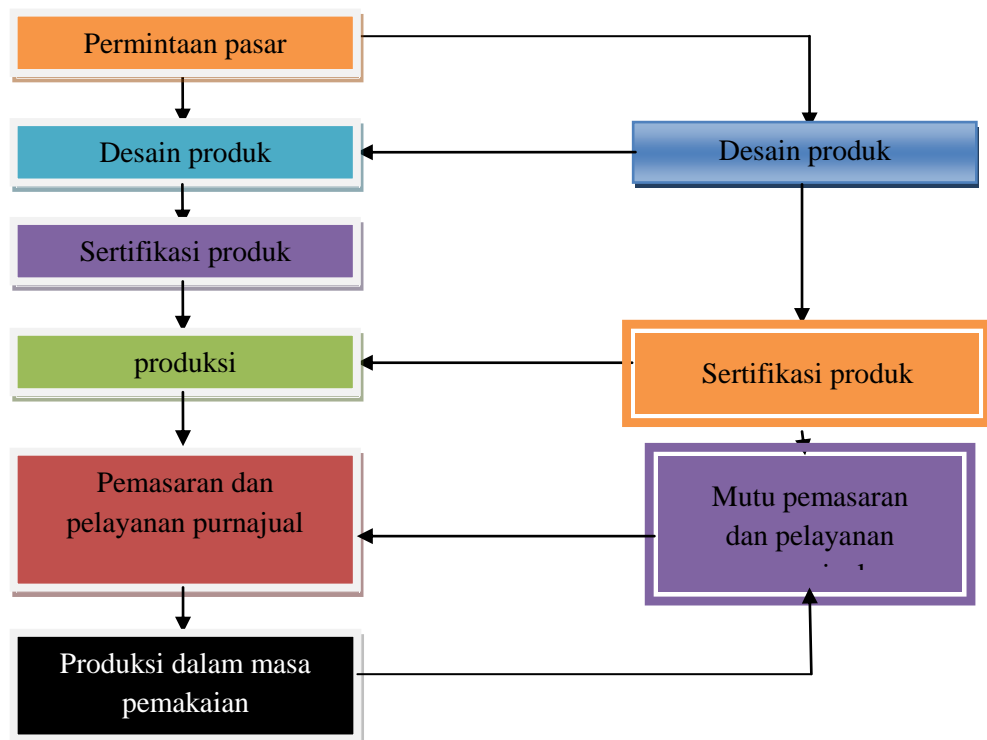 Permintaan pasar
Desain produk
Desain produk
Sertifikasi produk
produksi
Sertifikasi produk
Pemasaran dan
pelayanan purnajual
Mutu pemasaran
dan pelayanan
Produksi dalam masa
pemakaian